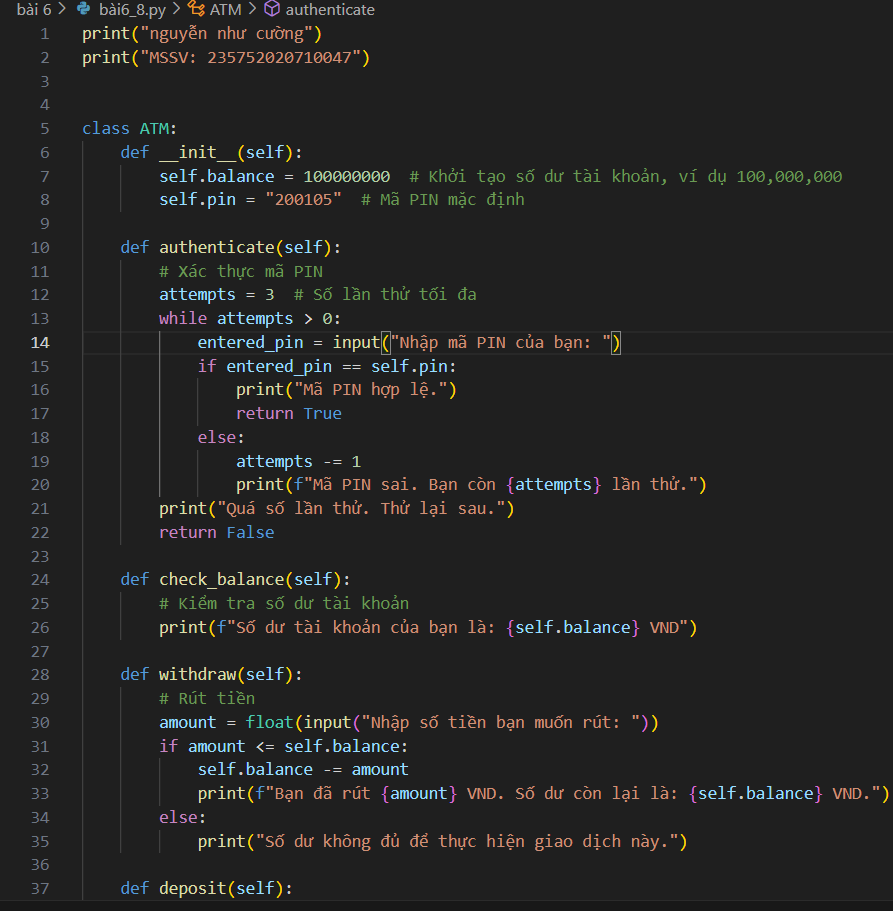 bài 6 > bài6_8.py > ATM > authenticate
1 print("nguyễn như cường")
2 print("MSSV: 235752020710047")
3
4
5 class ATM:
6 def __init__(self):
7 self.balance = 100000000 # Khởi tạo số dư tài khoản, ví dụ 100,000,000
8 self.pin = "200105" # Mã PIN mặc định
9
10 def authenticate(self):
11 # Xác thực mã PIN
12 attempts = 3 # Số lần thử tối đa
13 while attempts > 0:
14 entered_pin = input("Nhập mã PIN của bạn: ")
15 if entered_pin == self.pin:
16 print("Mã PIN hợp lệ.")
17 return True
18 else:
19 attempts -= 1
20 print(f"Mã PIN sai. Bạn còn {attempts} lần thử.")
21 print("Quá số lần thử. Thử lại sau.")
22 return False
23
24 def check_balance(self):
25 # Kiểm tra số dư tài khoản
26 print(f"Số dư tài khoản của bạn là: {self.balance} VND")
27
28 def withdraw(self):
29 # Rút tiền
30 amount = float(input("Nhập số tiền bạn muốn rút: "))
31 if amount <= self.balance:
32 self.balance -= amount
33 print(f"Bạn đã rút {amount} VND. Số dư còn lại là: {self.balance} VND.")
34 else:
35 print("Số dư không đủ để thực hiện giao dịch này.")
36
37 def deposit(self):